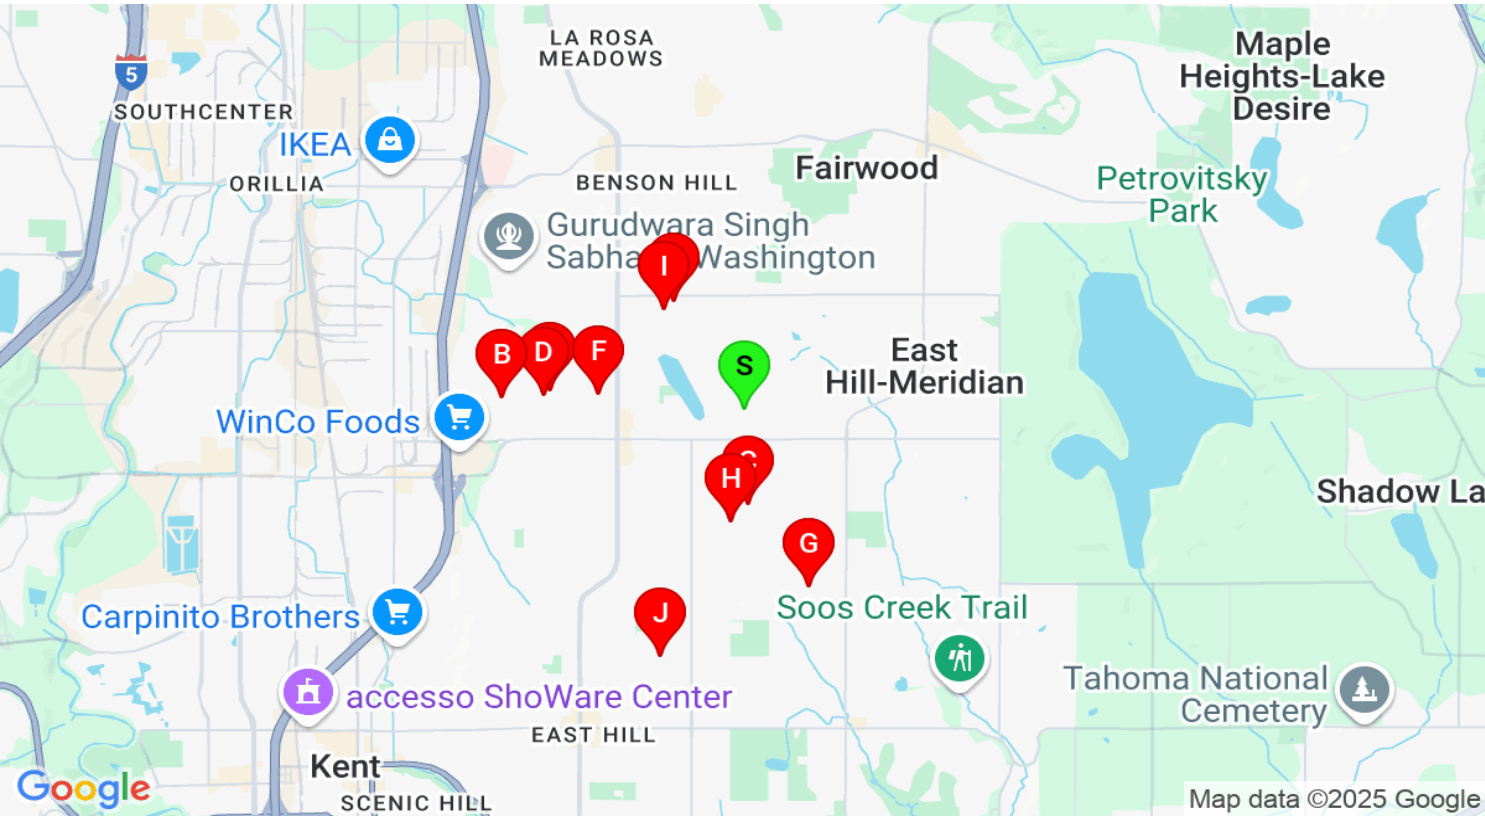 LA ROSA
MEADOWS
Maple
Heights-Lake
Desire
5
SOUTHCENTER
IKEA
ORILLIA
BENSON HILL
Fairwood
Petrovitsky
Park
Gurudwara Singh
Sabha Washington
I
B
D
F
S
East
Hill-Meridian
WinCo Foods
H
Shadow La
G
Soos Creek Trail
Carpinito Brothers
J
accesso ShoWare Center
Tahoma National
Cemetery
EAST HILL
Kent
SCENIC HILL
Google
Map data ©2025 Google